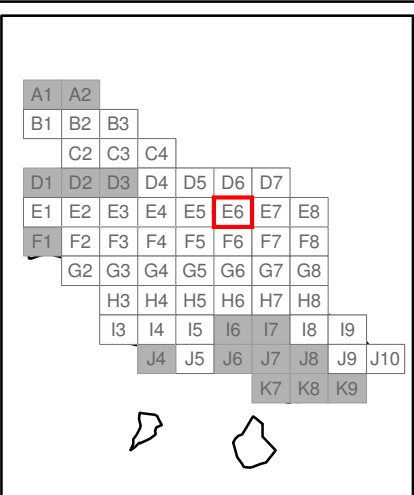 A1 A2
B1 B2 B3
C2 C3 C4
D1 D2 D3 D4 D5 D6 D7
E1 E2 E3 E4 E5 E6 E7 E8
F1 F2 F3 F4 F5 F6 F7 F8
G2 G3 G4 G5 G6 G7 G8
H3 H4 H5 H6 H7 H8
I3 I4 I5 I6 I7 I8 I9
J4 J5 J6 J7 J8 J9 J10
K7 K8 K9